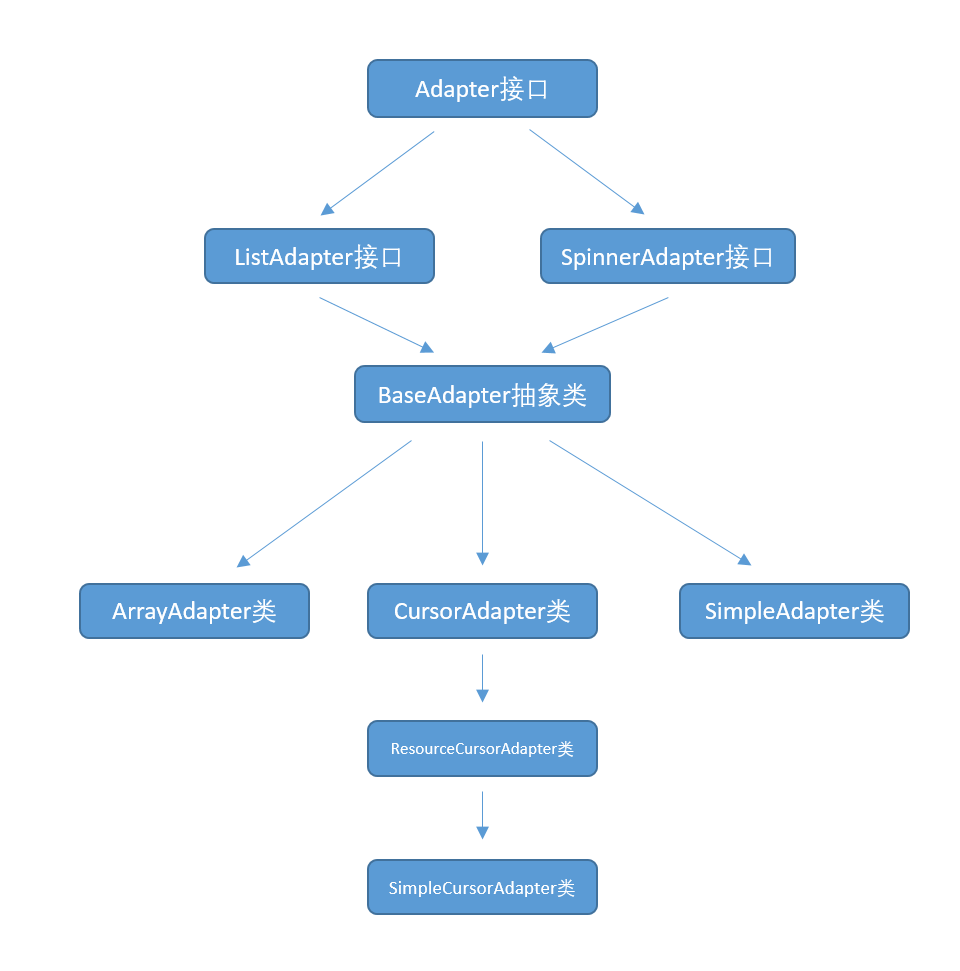 Adapter接口
ListAdapter接口
SpinnerAdapter接口
BaseAdapter抽象类
ArrayAdapter类
CursorAdapter类
SimpleAdapter类
ResourceCursorAdapter类
SimpleCursorAdapter类